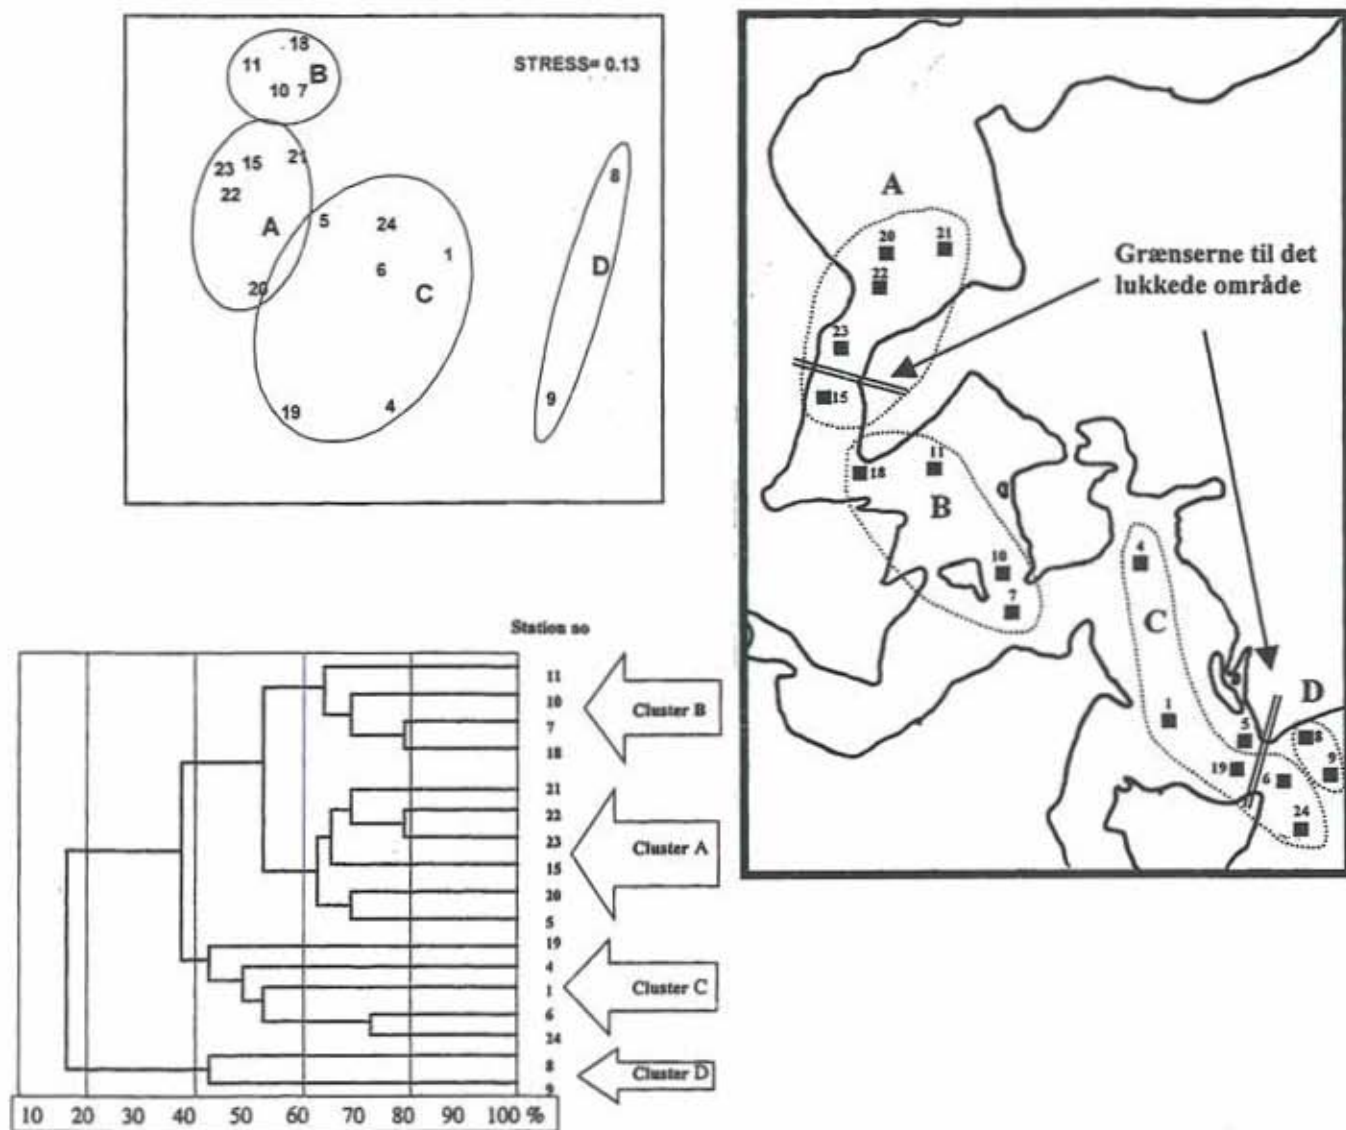 STRESS= 0.13
18
11
B
10 7
23 15 21
22
A
5 24
1
6
C
20
19
4
8
D
9
A
20
21
22
23
15
Grænserne til det
lukkede område
18
11
B
10
7
4
C
1
5
19
6
24
D
8
9
Station no
11
10
7
18
21
22
23
15
20
5
19
4
1
6
24
8
9
Cluster B
Cluster A
Cluster C
Cluster D
10 20 30 40 50 60 70 80 90 100 %